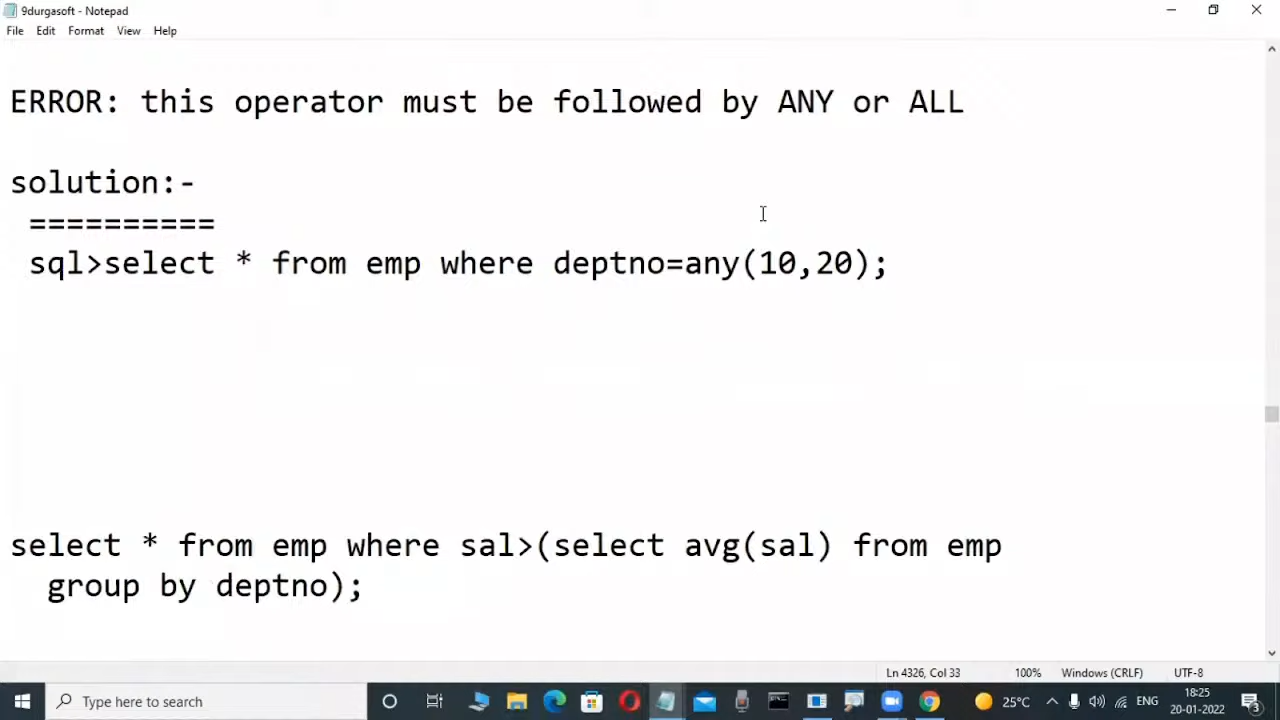 9durgasoft - Notepad
File Edit Format View Help
ERROR: this operator must be followed by ANY or ALL
solution:-
==========
sql>select * from emp where deptno=any(10,20);
select * from emp where sal>(select avg(sal) from emp
group by deptno);
Ln 4326, Col 33 100% Windows (CRLF) UTF-8
Type here to search 25°C ENG 18:25 20-01-2022 3